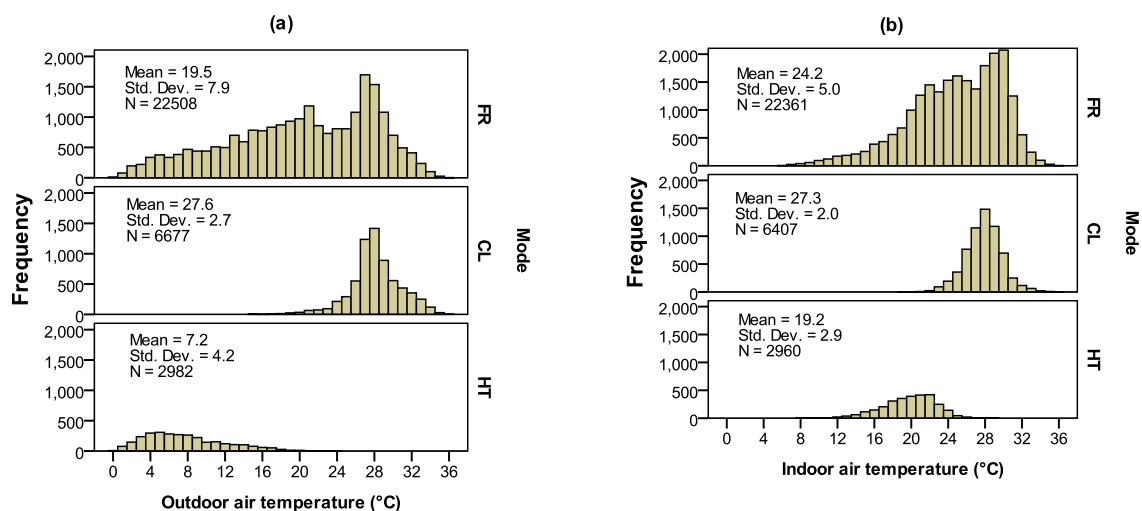 (a)
2,000
1,500
1,000
500
0
Mean = 19.5
Std. Dev. = 7.9
N = 22508
FR
2,000
1,500
1,000
500
0
Mean = 27.6
Std. Dev. = 2.7
N = 6677
CL
2,000
1,500
1,000
500
0
Mean = 7.2
Std. Dev. = 4.2
N = 2982
HT
Frequency
Mode
0 4 8 12 16 20 24 28 32 36
Outdoor air temperature (°C)
(b)
2,000
1,500
1,000
500
0
Mean = 24.2
Std. Dev. = 5.0
N = 22361
FR
2,000
1,500
1,000
500
0
Mean = 27.3
Std. Dev. = 2.0
N = 6407
CL
2,000
1,500
1,000
500
0
Mean = 19.2
Std. Dev. = 2.9
N = 2960
HT
Frequency
Mode
0 4 8 12 16 20 24 28 32 36
Indoor air temperature (°C)